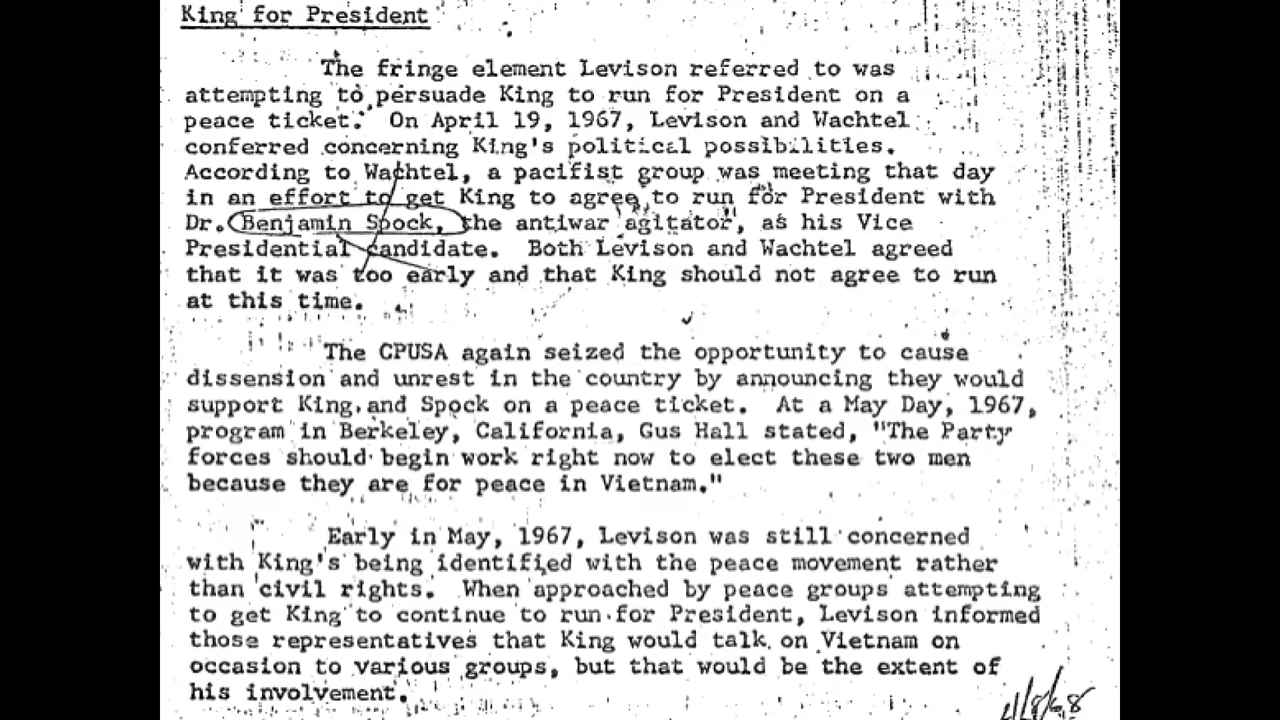 King for President
The fringe element Levison referred to was
attempting to persuade King to run for President on a
peace ticket. On April 19, 1967, Levison and Wachtel
conferred concerning King's political possibilities.
According to Wachtel, a pacifist group was meeting that day
in an effort to get King to agree to run for President with
Dr. Benjamin Spock, the antiwar "agitator", as his Vice
Presidential candidate. Both Levison and Wachtel agreed
that it was too early and that King should not agree to run
at this time.
The CPUSA again seized the opportunity to cause
dissension and unrest in the country by announcing they would
support King and Spock on a peace ticket. At a May Day, 1967,
program in Berkeley, California, Gus Hall stated, "The Party
forces should begin work right now to elect these two men
because they are for peace in Vietnam."
Early in May, 1967, Levison was still concerned
with King's being identified with the peace movement rather
than civil rights. When approached by peace groups attempting
to get King to continue to run for President, Levison informed
those representatives that King would talk on Vietnam on
occasion to various groups, but that would be the extent of
his involvement.